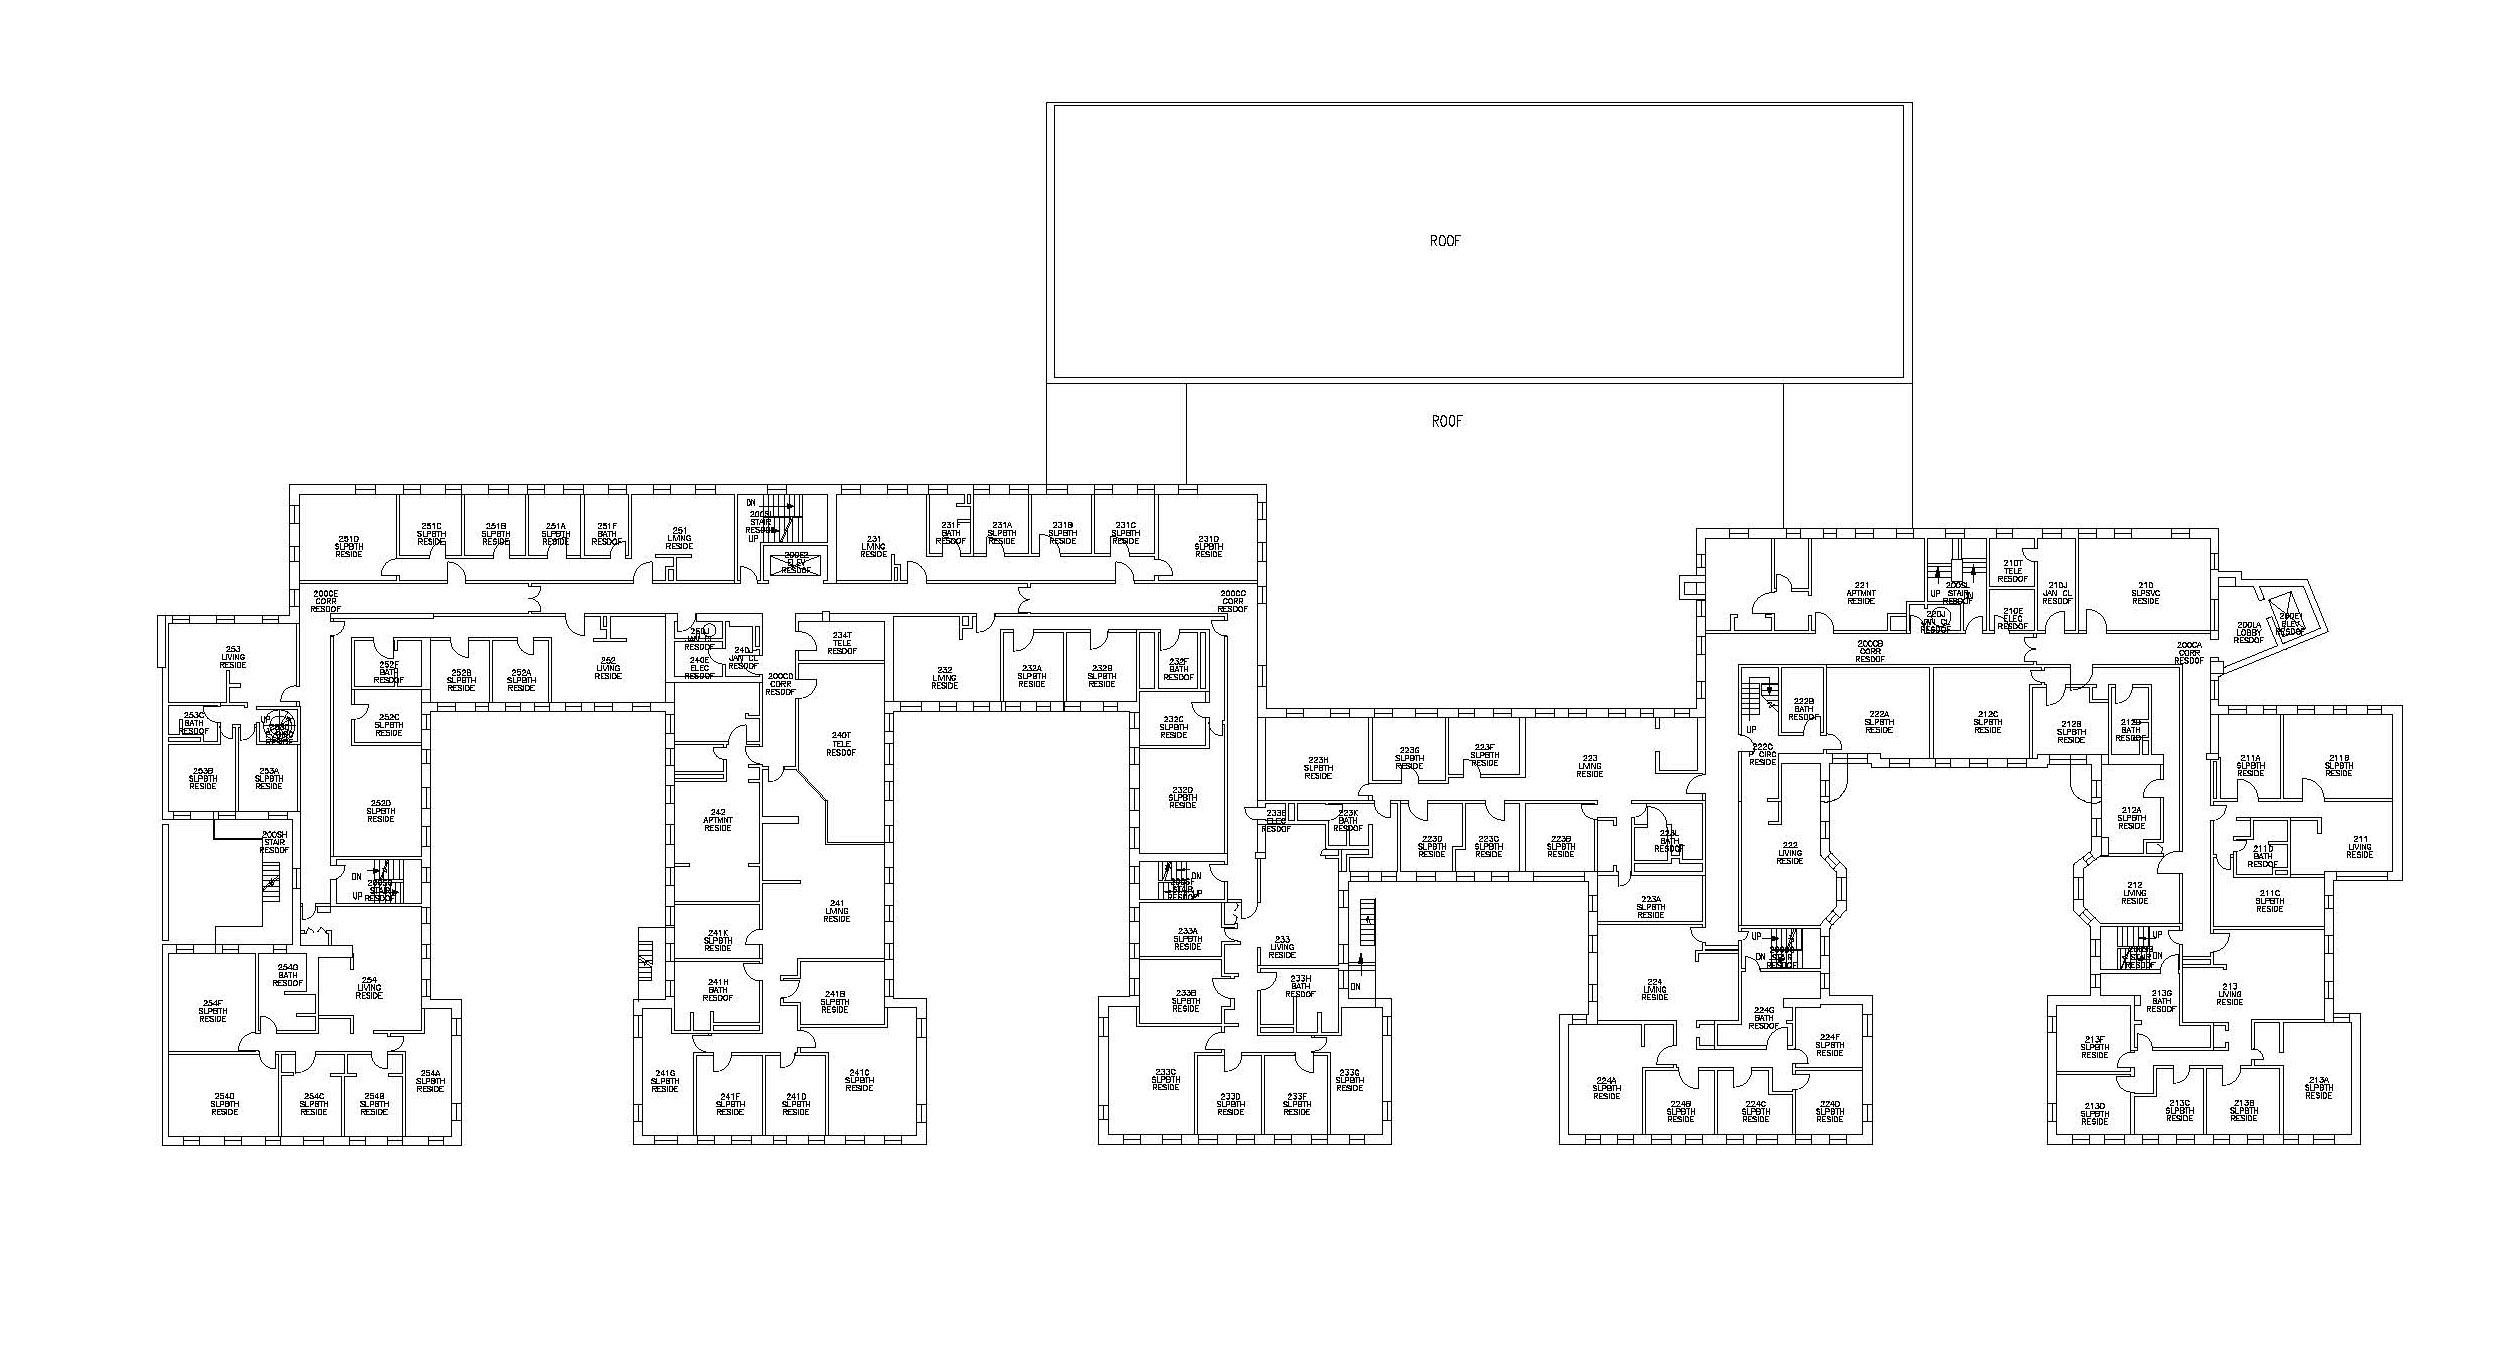 ROOF
ROOF
251D
SLPBTH
RESIDE
251C
SLPBTH
RESIDE
251B
SLPBTH
RESIDE
251A
SLPBTH
RESIDE
251F
BATH
RESDOF
251
LIVING
RESIDE
DN
STAIR
RESDOF
UP
200E2
ELEV
RESDOF
231
LIVING
RESIDE
231F
BATH
RESDOF
231A
SLPBTH
RESIDE
231B
SLPBTH
RESIDE
231C
SLPBTH
RESIDE
231D
SLPBTH
RESIDE
200CE
CORR
RESDOF
200CC
CORR
RESDOF
221
APTMNT
RESIDE
UP
200SL
STAIR
RESDOF
DN
210T
TELE
RESDOF
210J
JAN CL
RESDOF
210
SLPSVC
RESIDE
220J
JAN CL
RESDOF
210E
ELEC
RESDOF
200LA
LOBBY
RESDOF
200E1
ELEV
RESDOF
200CB
CORR
RESDOF
200CA
CORR
RESDOF
253
LIVING
RESIDE
252F
BATH
RESDOF
252B
SLPBTH
RESIDE
252A
SLPBTH
RESIDE
252
LIVING
RESIDE
250J
JAN CL
RESDOF
240E
ELEC
RESDOF
240J
JAN CL
RESDOF
200CD
CORR
RESDOF
234T
TELE
RESDOF
232
LIVING
RESIDE
232A
SLPBTH
RESIDE
232B
SLPBTH
RESIDE
232F
BATH
RESDOF
253C
BATH
RESDOF
UP
252C
SLPBTH
RESIDE
240T
TELE
RESDOF
232C
SLPBTH
RESIDE
222B
BATH
RESDOF
222A
SLPBTH
RESIDE
212C
SLPBTH
RESIDE
212B
SLPBTH
RESIDE
212D
BATH
RESDOF
UP
222C
CIRC
RESIDE
253B
SLPBTH
RESIDE
253A
SLPBTH
RESIDE
223H
SLPBTH
RESIDE
223G
SLPBTH
RESIDE
223F
SLPBTH
RESIDE
223
LIVING
RESIDE
211A
SLPBTH
RESIDE
211B
SLPBTH
RESIDE
252D
SLPBTH
RESIDE
242
APTMNT
RESIDE
232D
SLPBTH
RESIDE
233E
ELEC
RESDOF
223K
BATH
RESDOF
223D
SLPBTH
RESIDE
223C
SLPBTH
RESIDE
223B
SLPBTH
RESIDE
223L
BATH
RESDOF
212A
SLPBTH
RESIDE
200SH
STAIR
RESDOF
222
LIVING
RESIDE
211D
BATH
RESDOF
211
LIVING
RESIDE
DN
UP
200SG
STAIR
RESDOF
DN
UP
200SF
STAIR
RESDOF
241
LIVING
RESIDE
223A
SLPBTH
RESIDE
212
LIVING
RESIDE
211C
SLPBTH
RESIDE
241K
SLPBTH
RESIDE
233A
SLPBTH
RESIDE
233
LIVING
RESIDE
UP
DN
STAIR
RESDOF
UP
DN
200SB
STAIR
RESDOF
254G
BATH
RESDOF
254
LIVING
RESIDE
254F
SLPBTH
RESIDE
241H
BATH
RESDOF
241B
SLPBTH
RESIDE
233B
SLPBTH
RESIDE
233H
BATH
RESDOF
DN
224
LIVING
RESIDE
224G
BATH
RESDOF
213G
BATH
RESDOF
213
LIVING
RESIDE
224F
SLPBTH
RESIDE
213F
SLPBTH
RESIDE
254D
SLPBTH
RESIDE
254C
SLPBTH
RESIDE
254B
SLPBTH
RESIDE
254A
SLPBTH
RESIDE
241G
SLPBTH
RESIDE
241F
SLPBTH
RESIDE
241D
SLPBTH
RESIDE
241C
SLPBTH
RESIDE
233C
SLPBTH
RESIDE
233D
SLPBTH
RESIDE
233F
SLPBTH
RESIDE
233G
SLPBTH
RESIDE
224A
SLPBTH
RESIDE
224B
SLPBTH
RESIDE
224C
SLPBTH
RESIDE
224D
SLPBTH
RESIDE
213D
SLPBTH
RESIDE
213C
SLPBTH
RESIDE
213B
SLPBTH
RESIDE
213A
SLPBTH
RESIDE